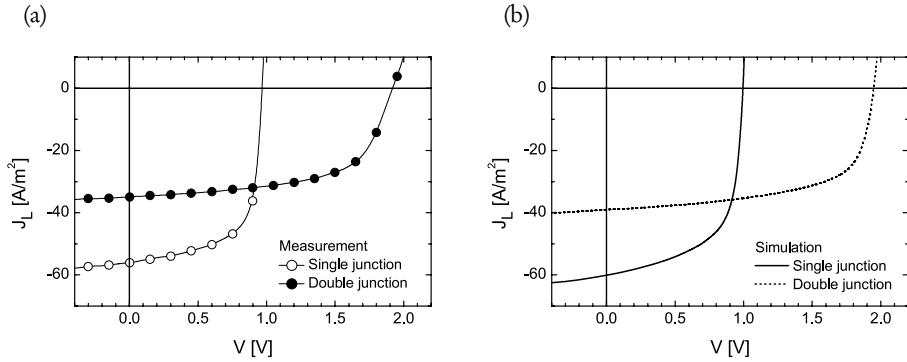 (a)
0
-20
-40
-60
J_L [A/m²]
0.0 0.5 1.0 1.5 2.0
V [V]
Measurement
Single junction
Double junction
(b)
0
-20
-40
-60
J_L [A/m²]
0.0 0.5 1.0 1.5 2.0
V [V]
Simulation
Single junction
Double junction